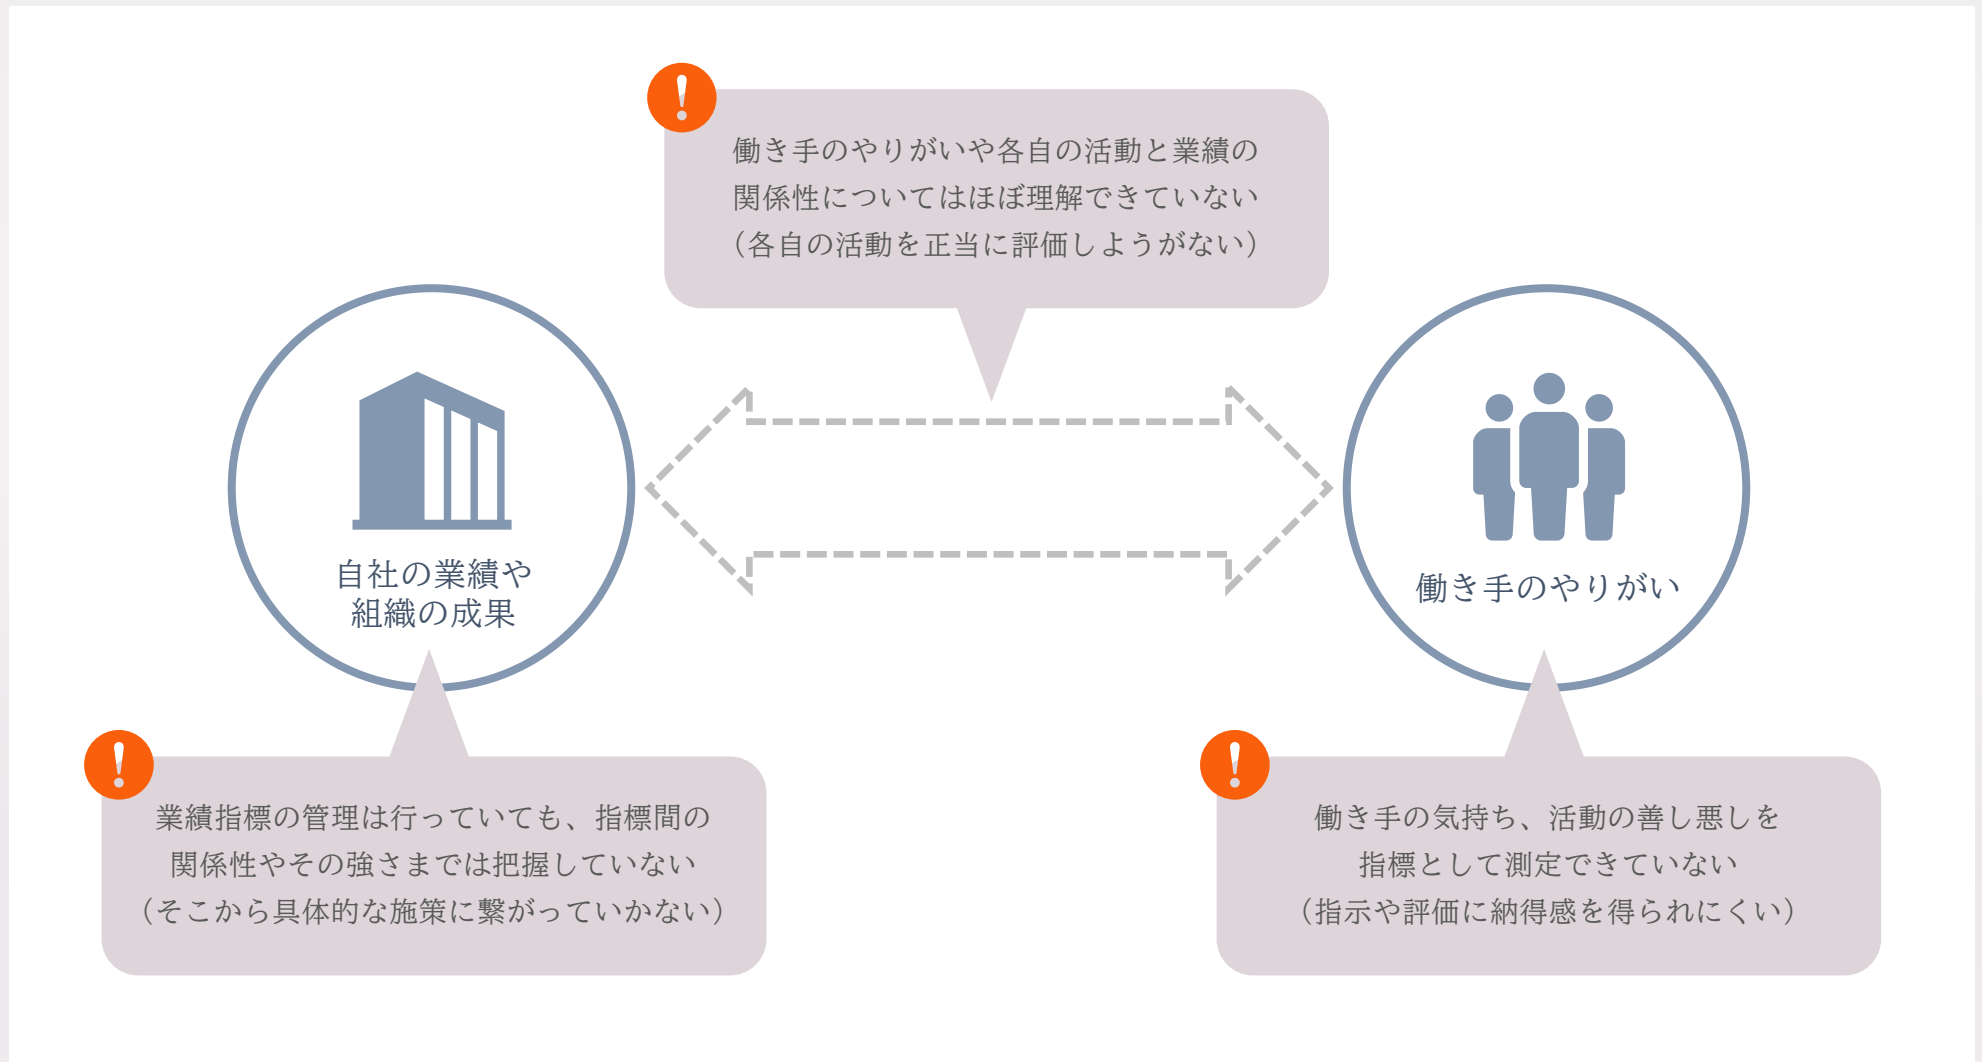 働き手のやりがいや各自の活動と業績の
関係性についてはほぼ理解できていない
（各自の活動を正当に評価しようがない）
自社の業績や
組織の成果
働き手のやりがい
業績指標の管理は行っていても、指標間の
関係性やその強さまでは把握していない
（そこから具体的な施策に繋がっていかない）
働き手の気持ち、活動の善し悪しを
指標として測定できていない
（指示や評価に納得感を得られにくい）